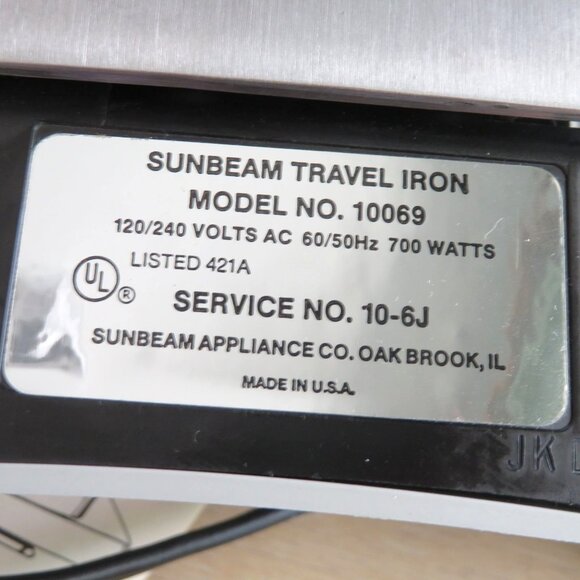 SUNBEAM TRAVEL IRON
MODEL NO. 10069
120/240 VOLTS AC 60/50Hz 700 WATTS
LISTED 421A
UL ®
SERVICE NO. 10-6J
SUNBEAM APPLIANCE CO. OAK BROOK, IL
MADE IN U.S.A.
JK